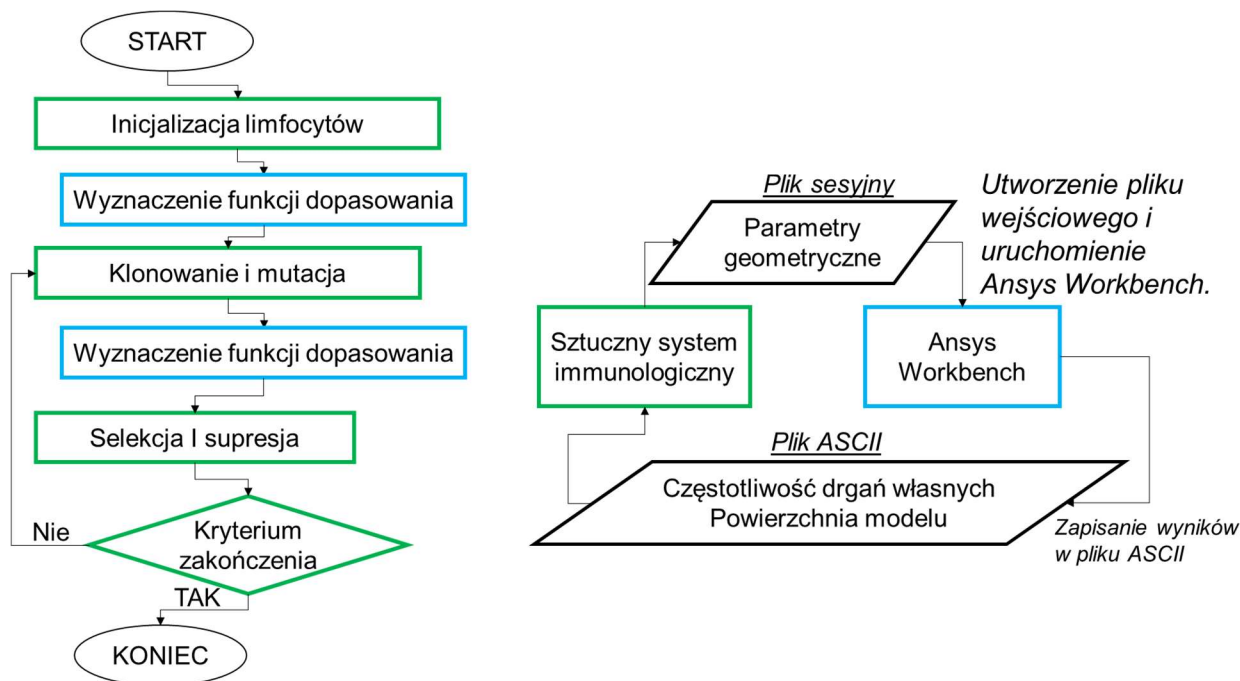 START
Inicjalizacja limfocytów
Wyznaczenie funkcji dopasowania
Klonowanie i mutacja
Wyznaczenie funkcji dopasowania
Selekcja I supresja
Kryterium
zakończenia
Nie
TAK
KONIEC
Plik sesyjny
Parametry
geometryczne
Utworzenie pliku
wejściowego i
uruchomienie
Ansys Workbench.
Sztuczny system
immunologiczny
Ansys
Workbench
Plik ASCII
Częstotliwość drgań własnych
Powierzchnia modelu
Zapisanie wyników
w pliku ASCII